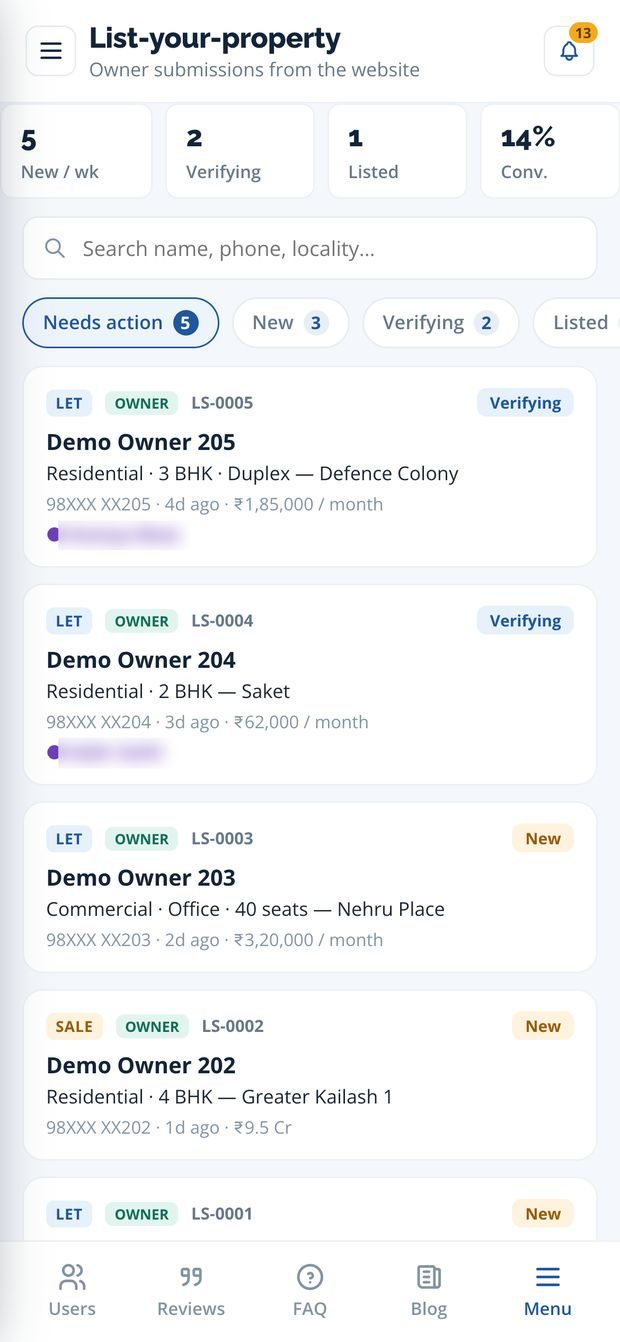 List-your-property
Owner submissions from the website
13
5
New / wk
2
Verifying
1
Listed
14%
Conv.
Search name, phone, locality...
Needs action 5
New 3
Verifying 2
Listed
LET OWNER LS-0005 Verifying
Demo Owner 205
Residential · 3 BHK · Duplex — Defence Colony
98XXX XX205 · 4d ago · ₹1,85,000 / month
LET OWNER LS-0004 Verifying
Demo Owner 204
Residential · 2 BHK — Saket
98XXX XX204 · 3d ago · ₹62,000 / month
LET OWNER LS-0003 New
Demo Owner 203
Commercial · Office · 40 seats — Nehru Place
98XXX XX203 · 2d ago · ₹3,20,000 / month
SALE OWNER LS-0002 New
Demo Owner 202
Residential · 4 BHK — Greater Kailash 1
98XXX XX202 · 1d ago · ₹9.5 Cr
LET OWNER LS-0001 New
Users
Reviews
FAQ
Blog
Menu